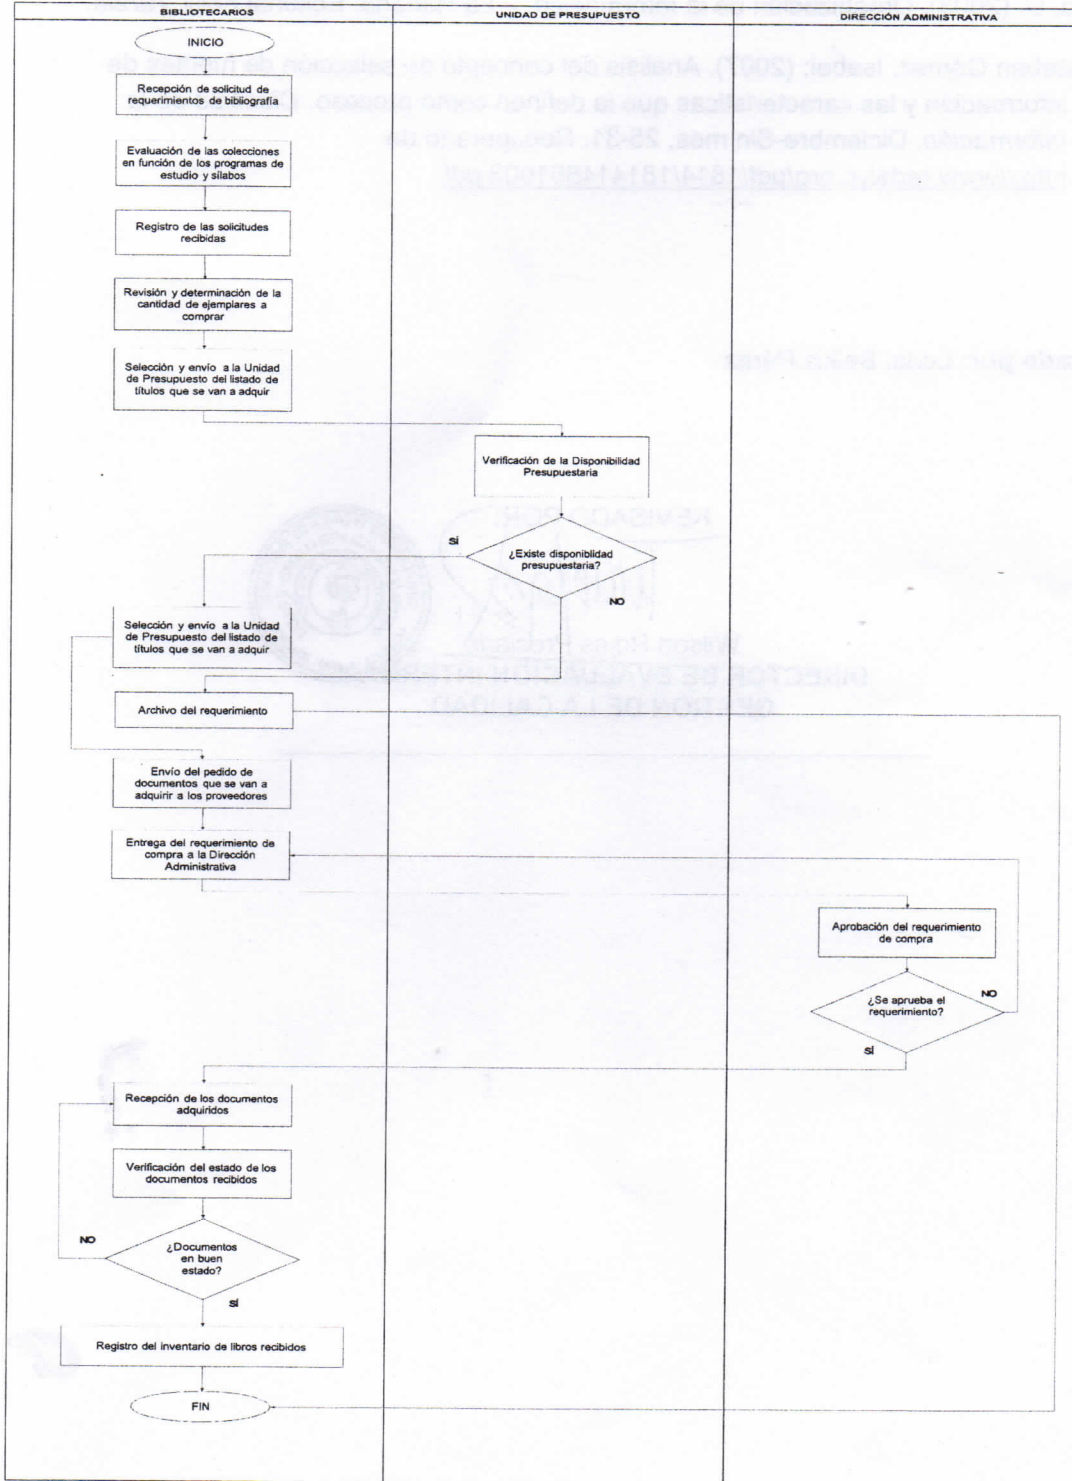 BIBLIOTECARIOS
UNIDAD DE PRESUPUESTO
DIRECCIÓN ADMINISTRATIVA
INICIO
Recepción de solicitud de
requerimientos de bibliografía
Evaluación de las colecciones
en función de los programas de
estudio y sílabos
Registro de las solicitudes
recibidas
Revisión y determinación de la
cantidad de ejemplares a
comprar
Selección y envío a la Unidad
de Presupuesto del listado de
títulos que se van a adquir
Verificación de la Disponibilidad
Presupuestaria
SÍ
¿Existe disponiblidad
presupuestaria?
NO
Selección y envío a la Unidad
de Presupuesto del listado de
títulos que se van a adquir
Archivo del requerimiento
Envío del pedido de
documentos que se van a
adquirir a los proveedores
Entrega del requerimiento de
compra a la Dirección
Administrativa
Aprobación del requerimiento
de compra
¿Se aprueba el
requerimiento?
NO
SÍ
Recepción de los documentos
adquiridos
Verificación del estado de los
documentos recibidos
NO
¿Documentos
en buen
estado?
SÍ
Registro del inventario de libros recibidos
FIN